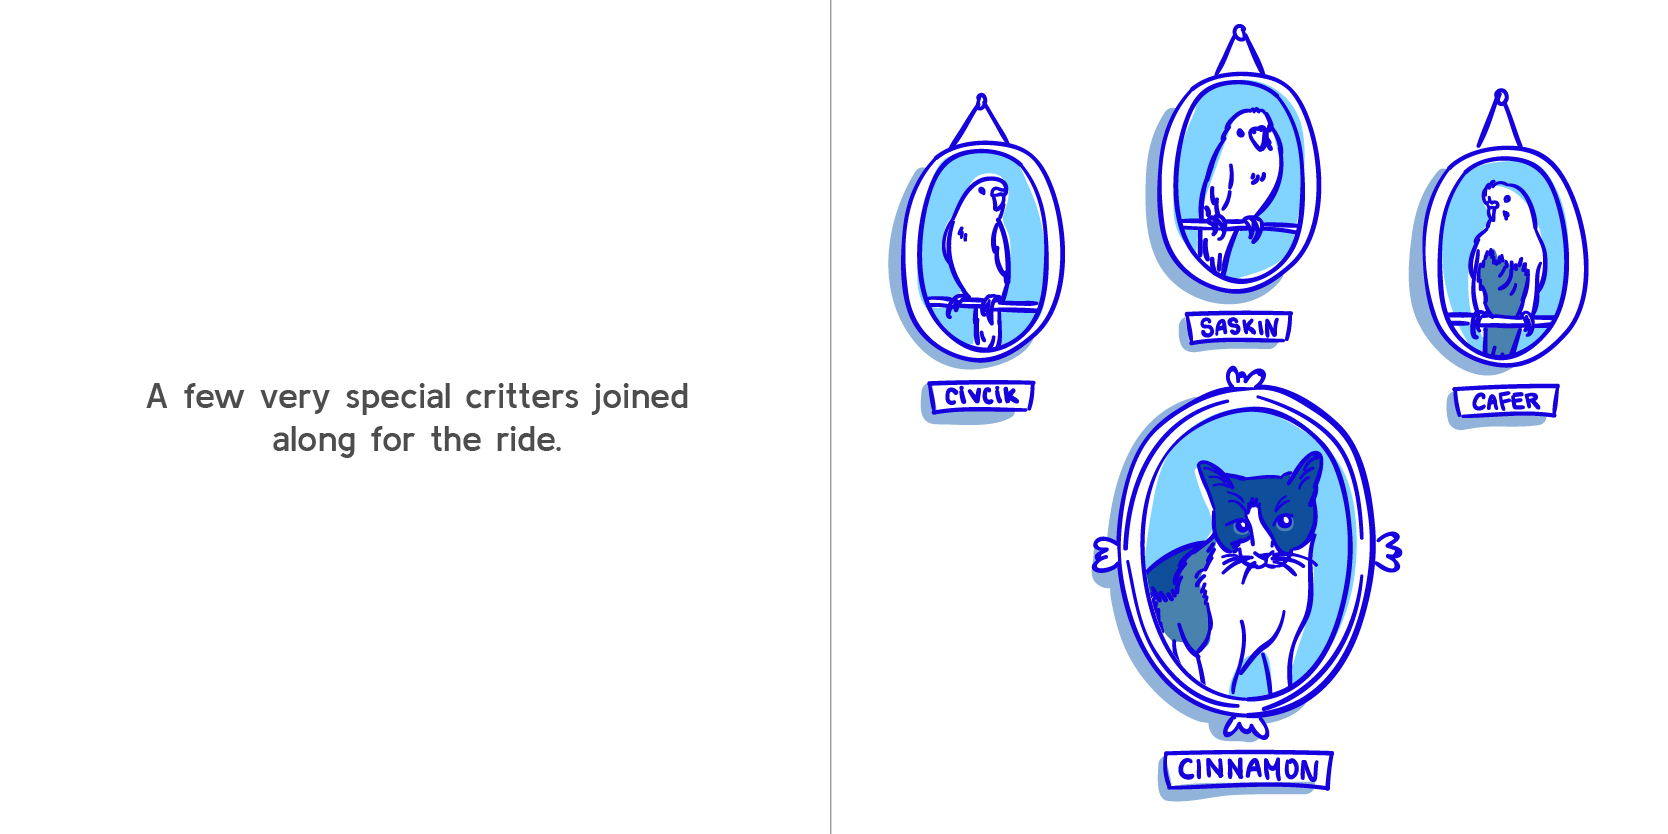 A few very special critters joined
along for the ride.
CiVCiK
SASKIN
CAFER
CINNAMON